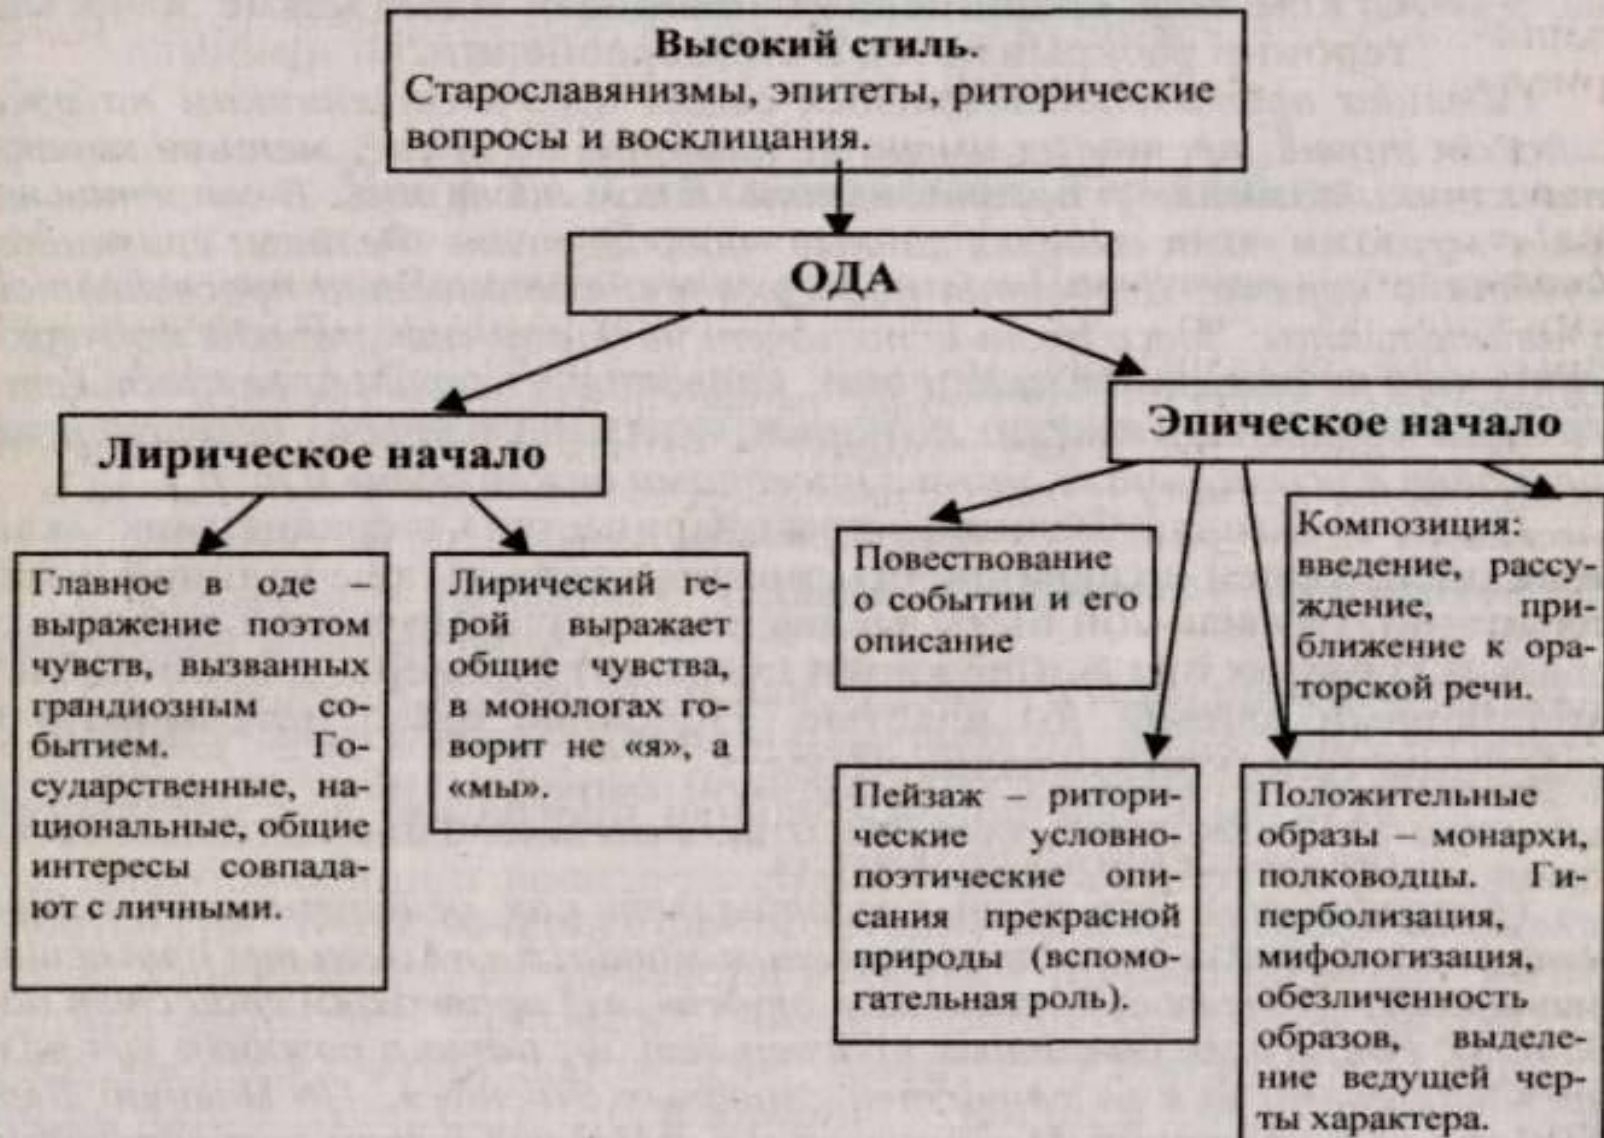 Высокий стиль.
Старославянизмы, эпитеты, риторические
вопросы и восклицания.
ОДА
Лирическое начало
Эпическое начало
Главное в оде –
выражение поэтом
чувств, вызванных
грандиозным со-
бытием. Го-
сударственные, на-
циональные, общие
интересы совпада-
ют с личными.
Лирический ге-
рой выражает
общие чувства,
в монологах го-
ворит не «я», а
«мы».
Повествование
о событии и его
описание
Композиция:
введение, рассу-
ждение, при-
ближение к ора-
торской речи.
Пейзаж –ритори-
ческие условно-
поэтические опи-
сания прекрасной
природы (вспомо-
гательная роль).
Положительные
образы – монархи,
полководцы. Ги-
перболизация,
мифологизация,
обезличенность
образов, выделе-
ние ведущей чер-
ты характера.